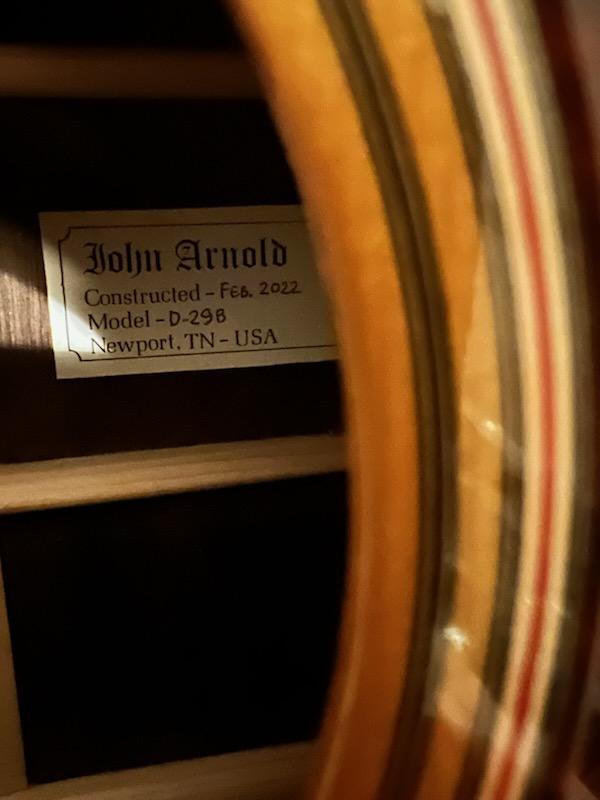 John Arnold
Constructed - FEB. 2022
Model - D-29B
Newport, TN - USA